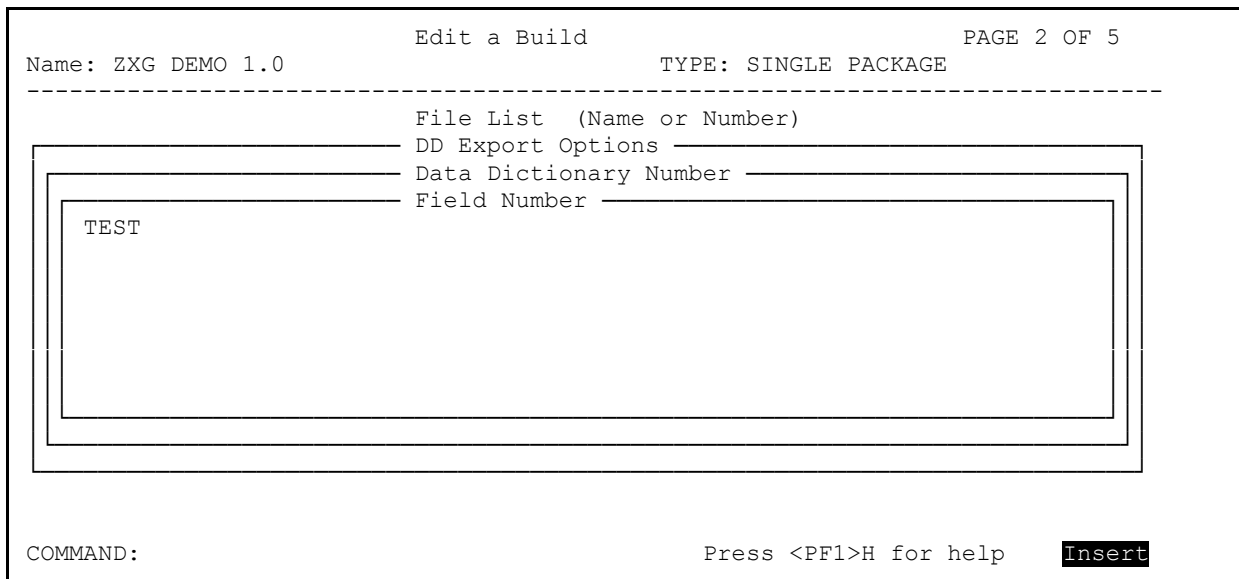 Edit a Build PAGE 2 OF 5
Name: ZXG DEMO 1.0 TYPE: SINGLE PACKAGE
-------------------------------------------------------------------------------
File List (Name or Number)
DD Export Options
Data Dictionary Number
Field Number
TEST
COMMAND: Press <PF1>H for help Insert